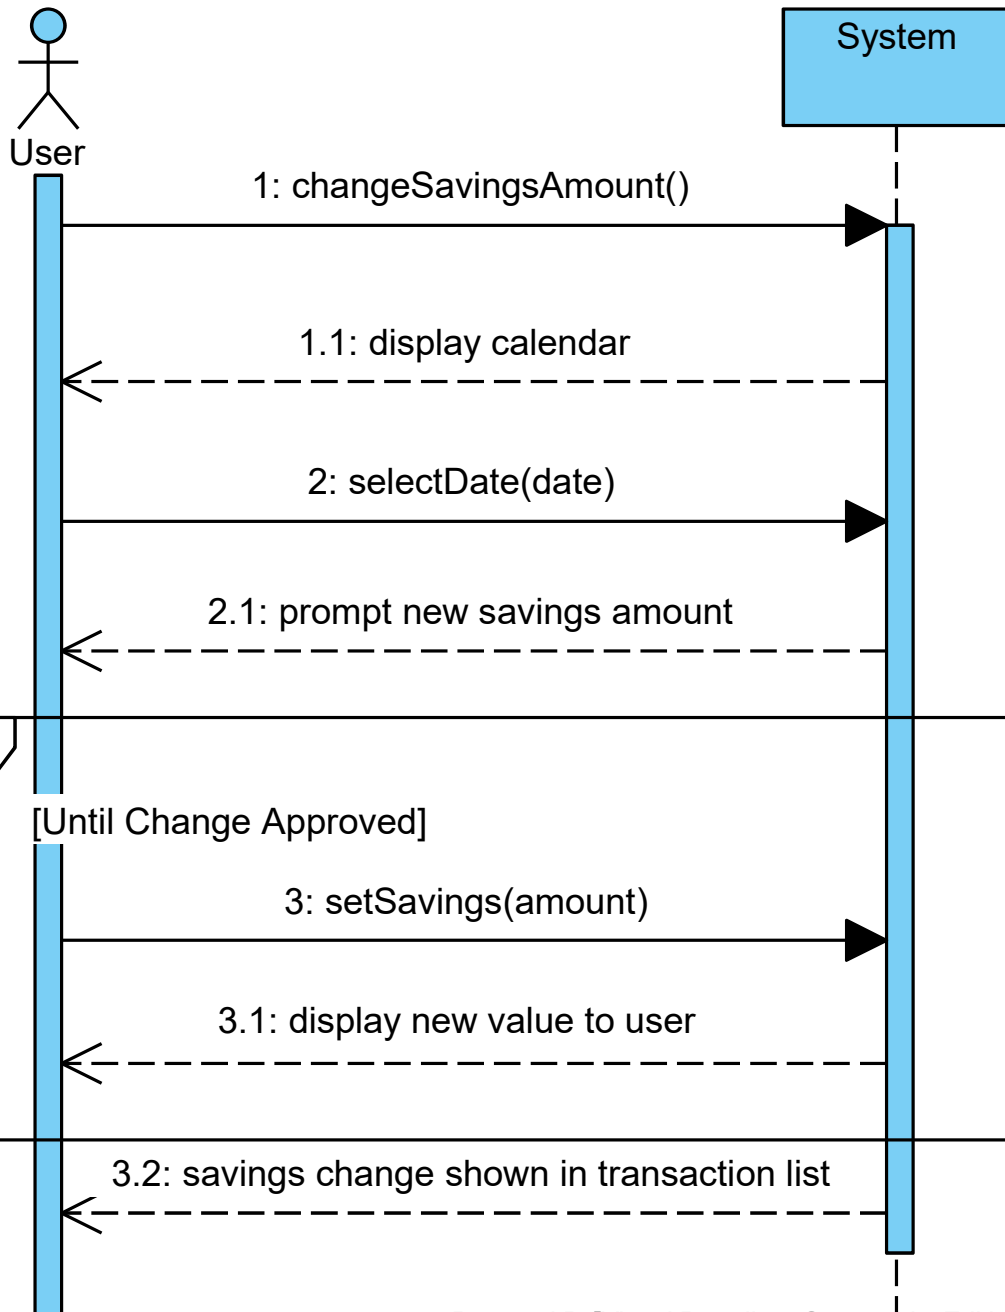 System
User
1: changeSavingsAmount()
1.1: display calendar
2: selectDate(date)
2.1: prompt new savings amount
[Until Change Approved]
3: setSavings(amount)
3.1: display new value to user
3.2: savings change shown in transaction list